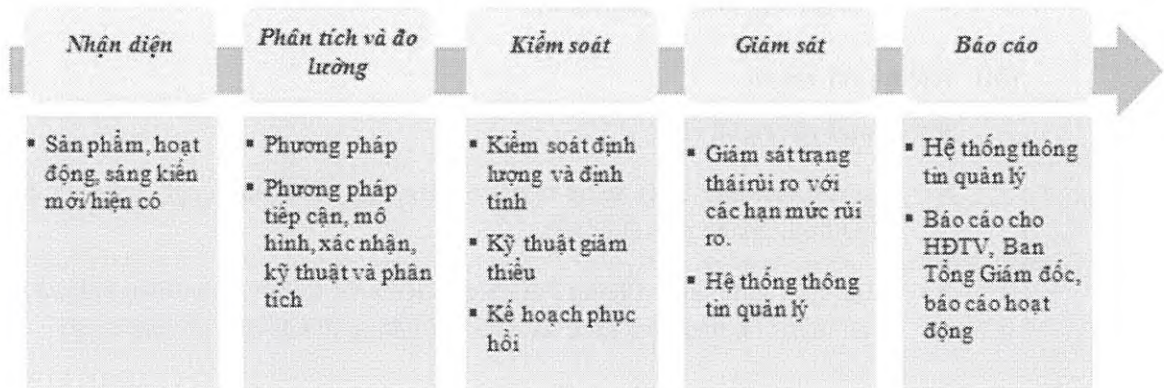 Nhận diện
▪ Sản phẩm, hoạt
động, sáng kiến
mới/hiện có
Phân tích và đo
lường
▪ Phương pháp
▪ Phương pháp
tiếp cận, mô
hình, xác nhận,
kỹ thuật và phân
tích
Kiểm soát
▪ Kiểm soát định
lượng và định
tính
▪ Kỹ thuật giảm
thiểu
▪ Kế hoạch phục
hồi
Giám sát
▪ Giám sát trạng
thái rủi ro với
các hạn mức rủi
ro.
▪ Hệ thống thông
tin quản lý
Báo cáo
▪ Hệ thống thông
tin quản lý
▪ Báo cáo cho
HĐTV, Ban
Tổng Giám đốc,
báo cáo hoạt
động